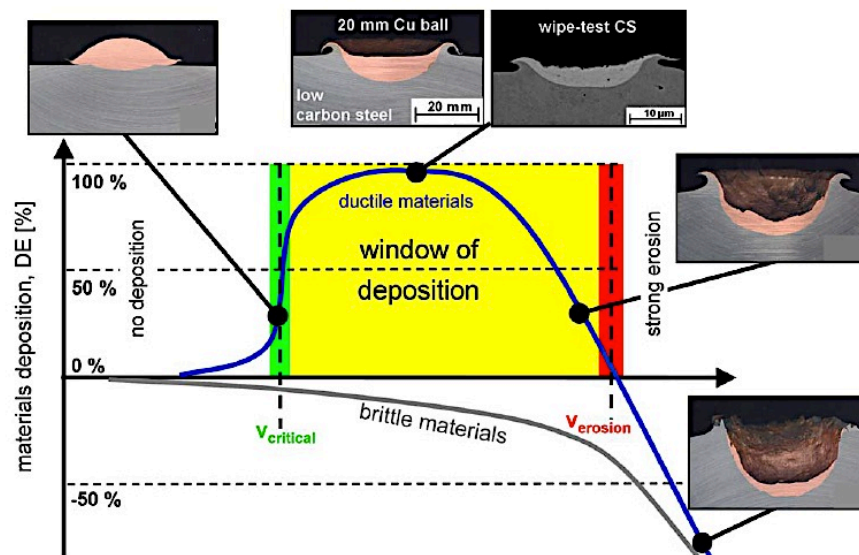 20 mm Cu ball
low
carbon steel
20 mm
wipe-test CS
10 µm
materials deposition, DE [%]
100 %
50 %
0 %
-50 %
no deposition
ductile materials
window of
deposition
strong erosion
brittle materials
Vcritical
Verosion